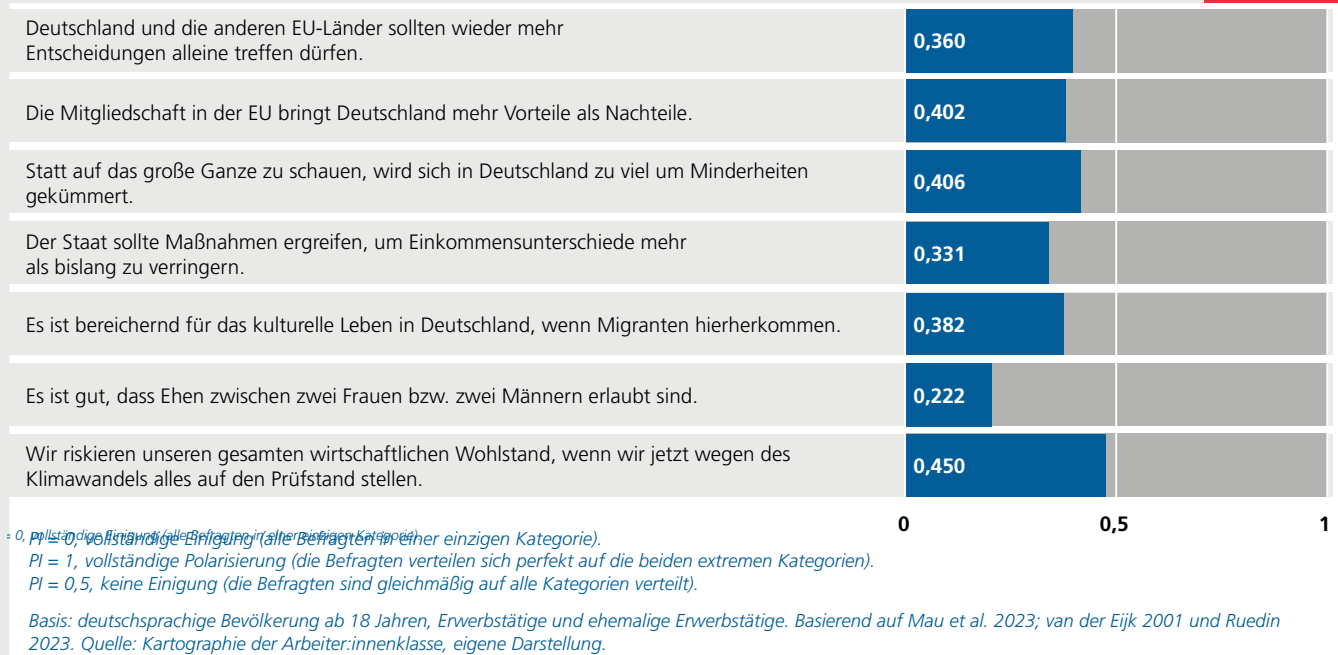 Deutschland und die anderen EU-Länder sollten wieder mehr
Entscheidungen alleine treffen dürfen.
0,360
Die Mitgliedschaft in der EU bringt Deutschland mehr Vorteile als Nachteile.
0,402
Statt auf das große Ganze zu schauen, wird sich in Deutschland zu viel um Minderheiten
gekümmert.
0,406
Der Staat sollte Maßnahmen ergreifen, um Einkommensunterschiede mehr
als bislang zu verringern.
0,331
Es ist bereichernd für das kulturelle Leben in Deutschland, wenn Migranten hierherkommen.
0,382
Es ist gut, dass Ehen zwischen zwei Frauen bzw. zwei Männern erlaubt sind.
0,222
Wir riskieren unseren gesamten wirtschaftlichen Wohlstand, wenn wir jetzt wegen des
Klimawandels alles auf den Prüfstand stellen.
0,450
0 0,5 1
= 0, vollständige Einigung (alle Befragten in einer einzigen Kategorie).
PI = 0, vollständige Einigung (alle Befragten in einer einzigen Kategorie).
PI = 1, vollständige Polarisierung (die Befragten verteilen sich perfekt auf die beiden extremen Kategorien).
PI = 0,5, keine Einigung (die Befragten sind gleichmäßig auf alle Kategorien verteilt).
Basis: deutschsprachige Bevölkerung ab 18 Jahren, Erwerbstätige und ehemalige Erwerbstätige. Basierend auf Mau et al. 2023; van der Eijk 2001 und Ruedin
2023. Quelle: Kartographie der Arbeiter:innenklasse, eigene Darstellung.